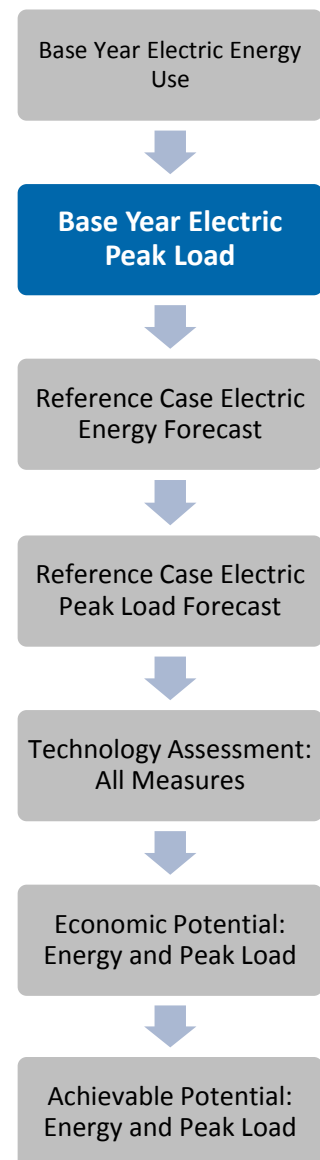 Base Year Electric Energy
Use
Base Year Electric
Peak Load
Reference Case Electric
Energy Forecast
Reference Case Electric
Peak Load Forecast
Technology Assessment:
All Measures
Economic Potential:
Energy and Peak Load
Achievable Potential:
Energy and Peak Load